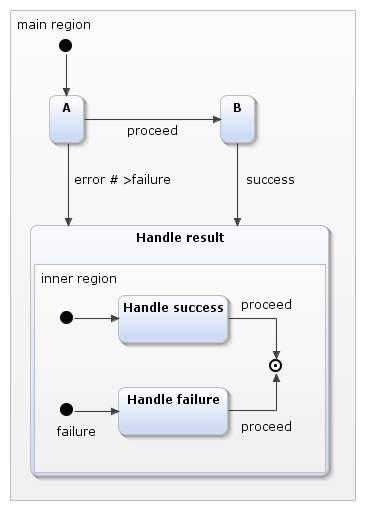 main region
A
B
proceed
error # >failure
success
Handle result
inner region
Handle success
proceed
Handle failure
failure
proceed